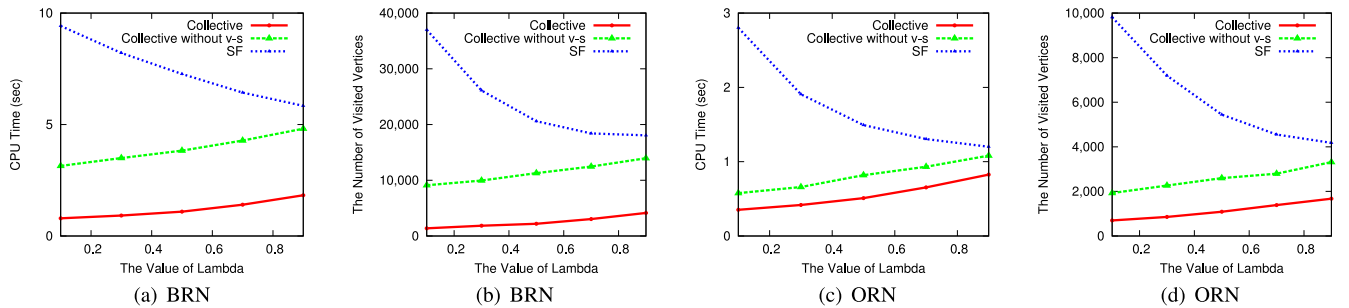 10
5
0
0.2 0.4 0.6 0.8
CPU Time (sec)
The Value of Lambda
Collective
Collective without v-s
SF
(a) BRN
40,000
30,000
20,000
10,000
0
0.2 0.4 0.6 0.8
The Number of Visited Vertices
The Value of Lambda
Collective
Collective without v-s
SF
(b) BRN
3
2
1
0
0.2 0.4 0.6 0.8
CPU Time (sec)
The Value of Lambda
Collective
Collective without v-s
SF
(c) ORN
10,000
8,000
6,000
4,000
2,000
0
0.2 0.4 0.6 0.8
The Number of Visited Vertices
The Value of Lambda
Collective
Collective without v-s
SF
(d) ORN